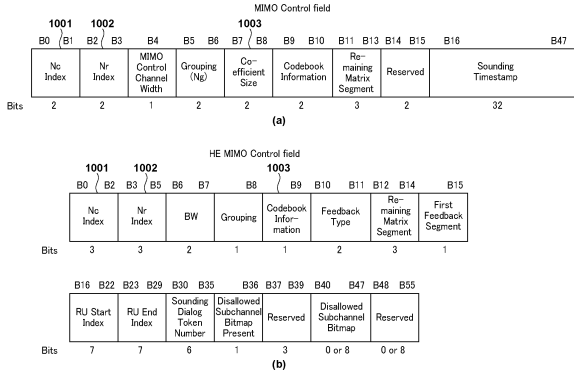 MIMO Control field
1001 1002 1003
B0 B1 B2 B3 B4 B5 B6 B7 B8 B9 B10 B11 B13 B14 B15 B16 B47
Nc Index
Nr Index
MIMO Control Channel Width
Grouping (Ng)
Co- efficient Size
Codebook Information
Re- maining Matrix Segment
Reserved
Sounding Timestamp
Bits 2 2 1 2 2 2 3 2 32
(a)
HE MIMO Control field
1001 1002 1003
B0 B2 B3 B5 B6 B7 B8 B9 B10 B11 B12 B14 B15
Nc Index
Nr Index
BW
Grouping
Codebook Infor- mation
Feedback Type
Re- maining Matrix Segment
First Feedback Segment
Bits 3 3 2 1 1 2 3 1
B16 B22 B23 B29 B30 B35 B36 B37 B39 B40 B47 B48 B55
RU Start Index
RU End Index
Sounding Dialog Token Number
Disallowed Subchannel Bitmap Present
Reserved
Disallowed Subchannel Bitmap
Reserved
Bits 7 7 6 1 3 0 or 8 0 or 8
(b)